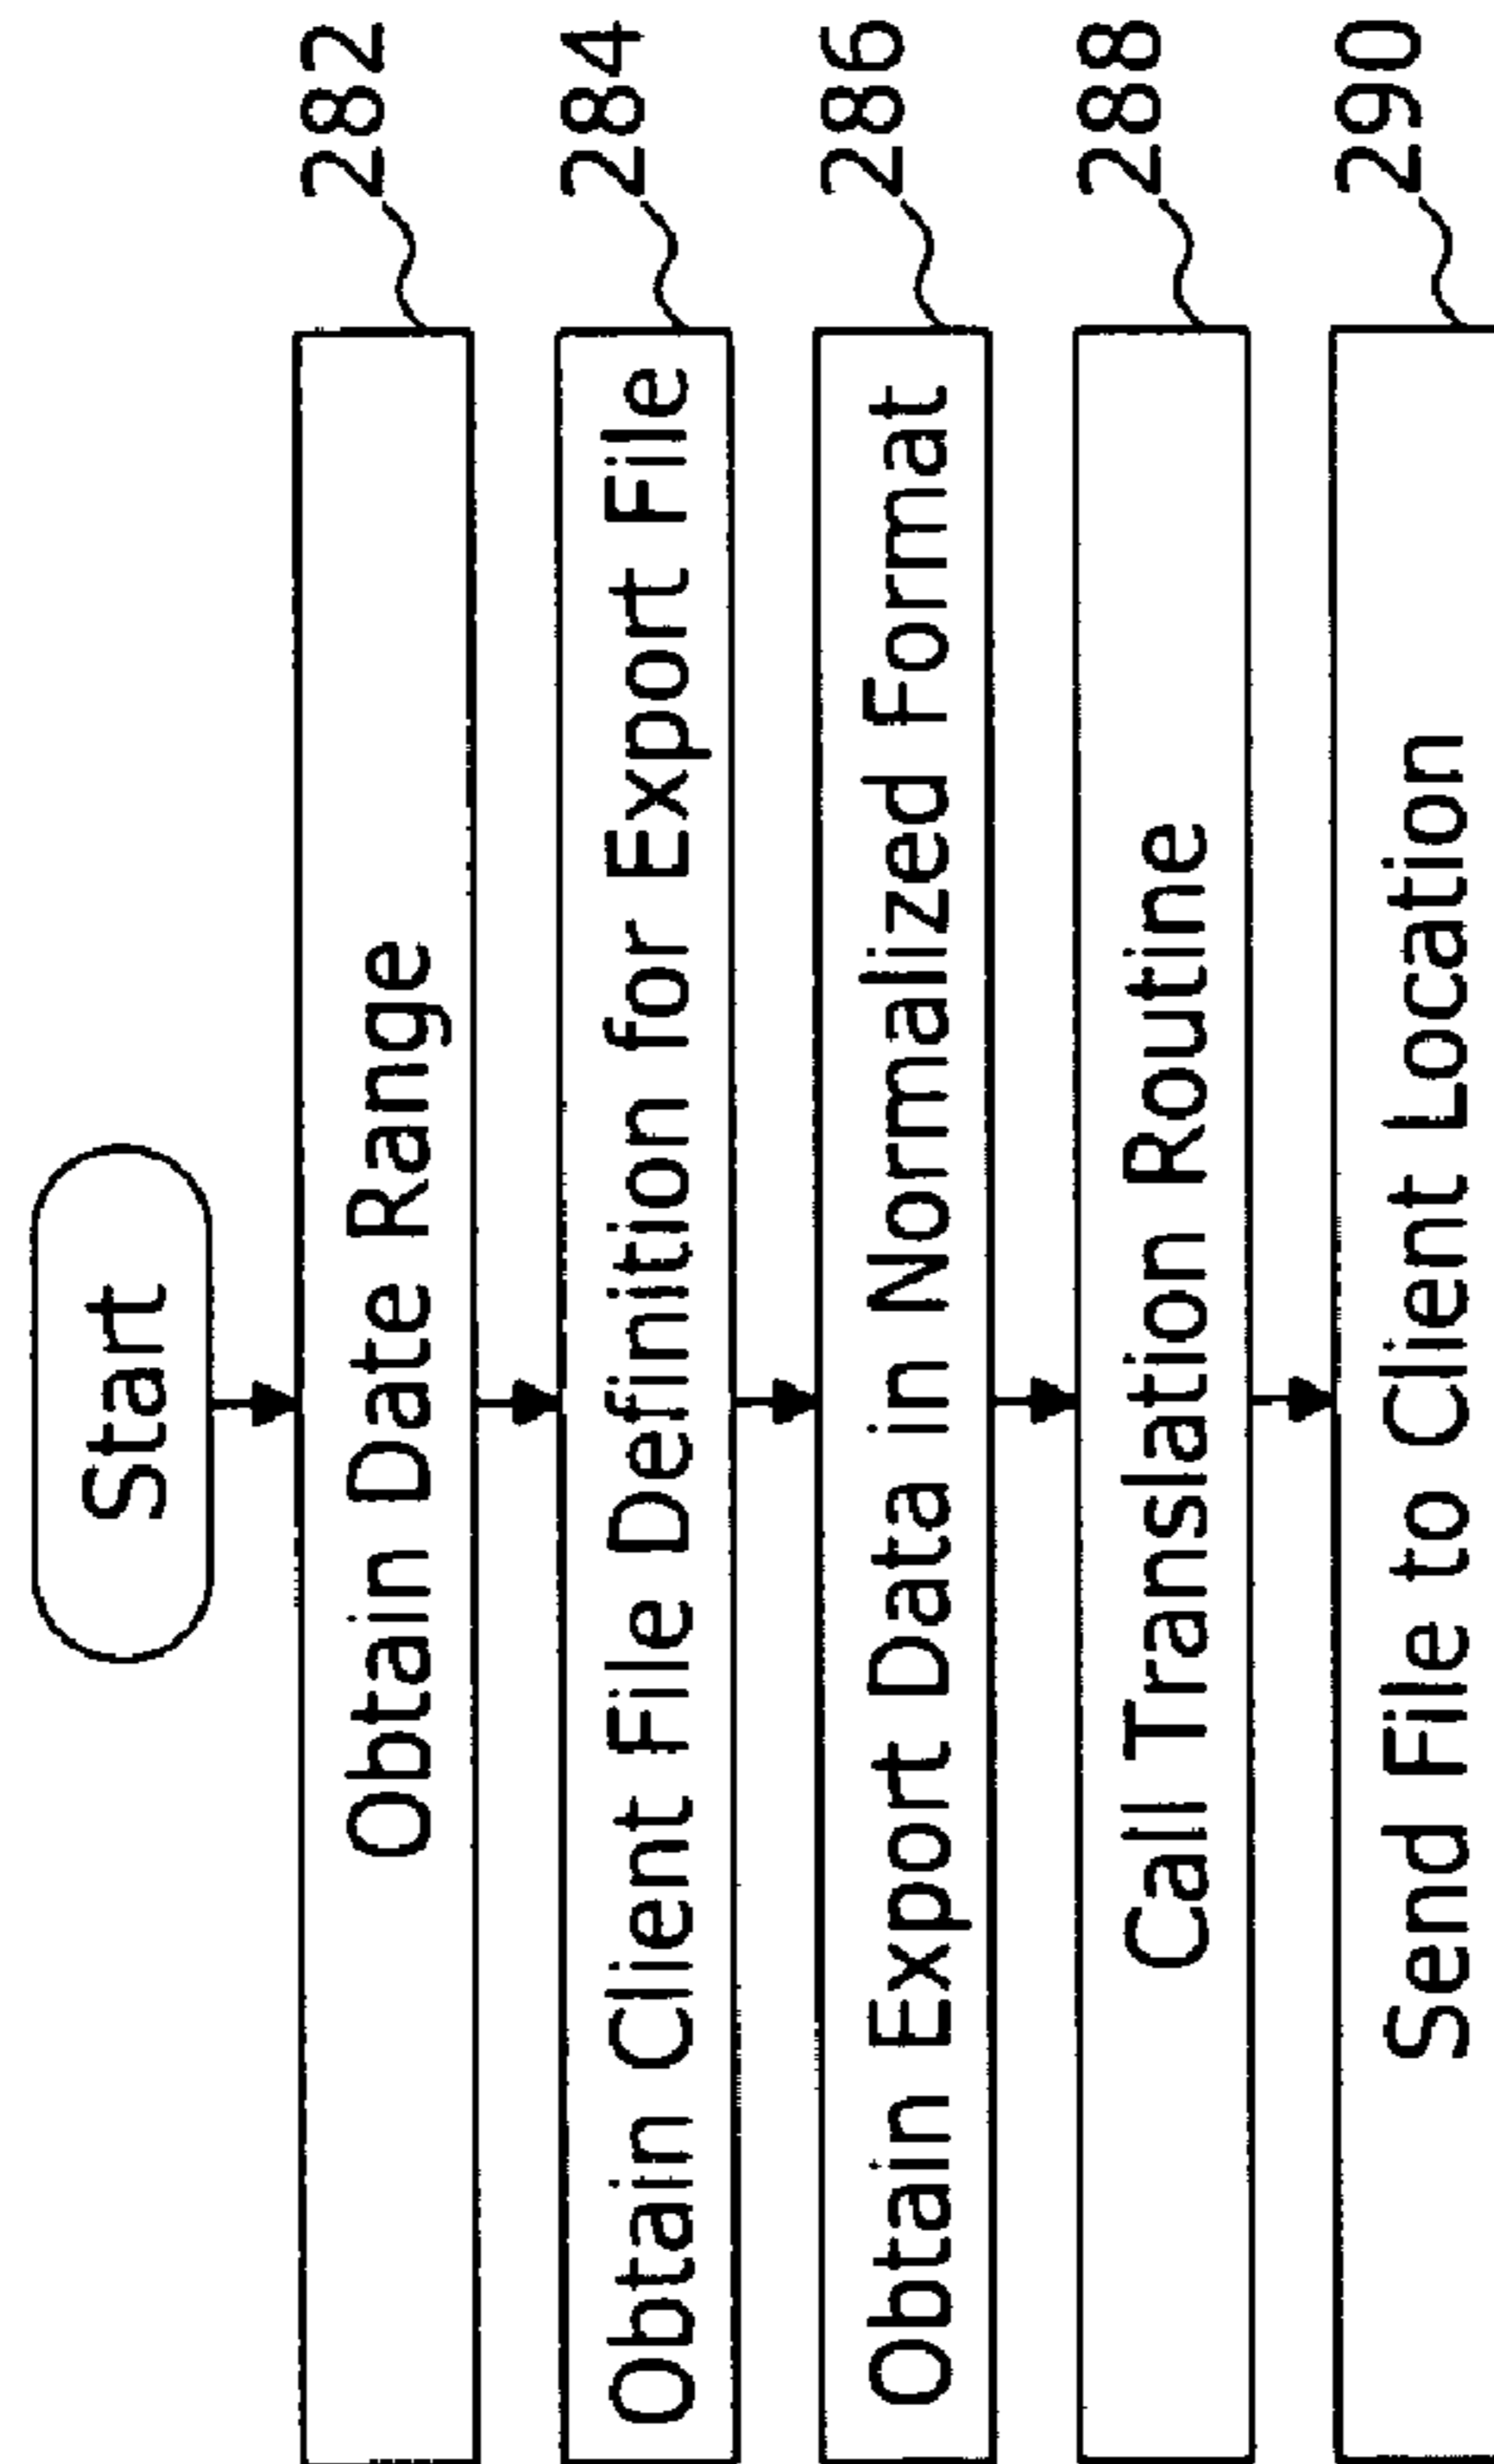 Start
Obtain Date Range
282
Obtain Client File Definition for Export File
284
Obtain Export Data in Normalized Format
286
Call Translation Routine
288
Send File to Client Location
290